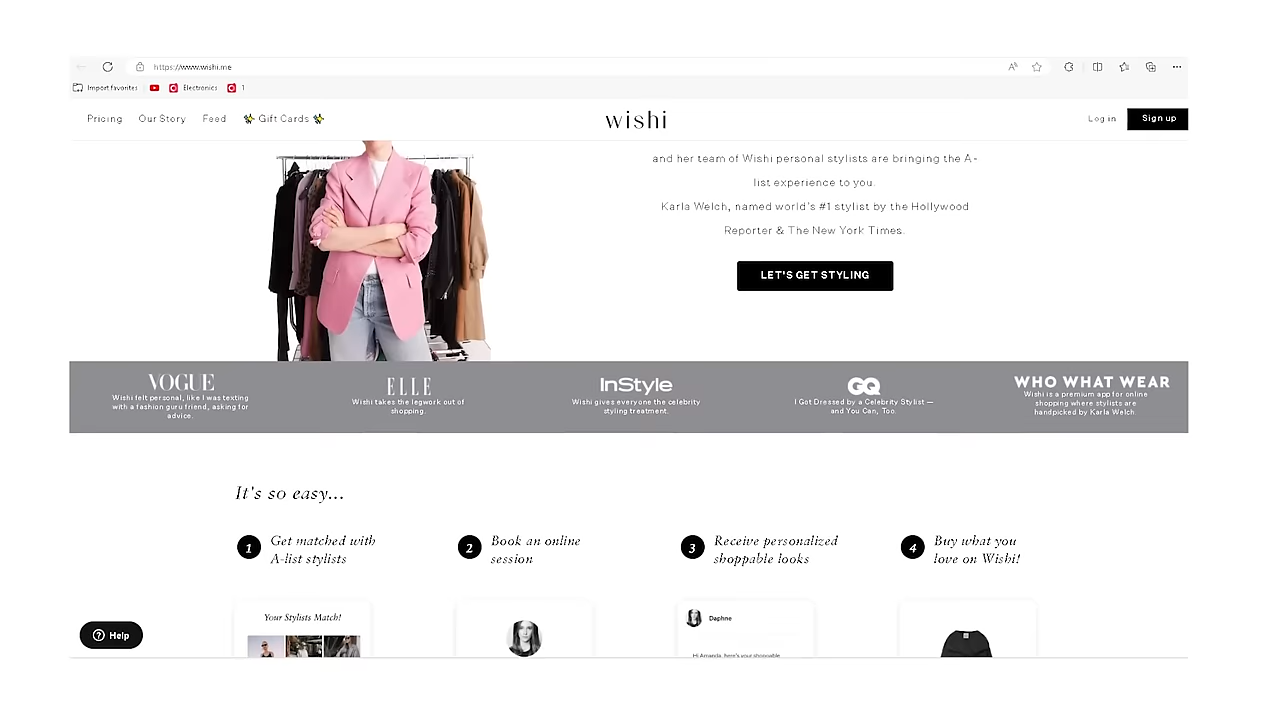 https://www.wishi.me
Import favorites
Electronics
1
Pricing
Our Story
Feed
Gift Cards
wishi
Log in
Sign up
and her team of Wishi personal stylists are bringing the A-
list experience to you.
Karla Welch, named world's #1 stylist by the Hollywood
Reporter & The New York Times.
LET'S GET STYLING
VOGUE
Wishi felt personal, like I was texting
with a fashion guru friend, asking for
advice.
ELLE
Wishi takes the legwork out of
shopping.
InStyle
Wishi gives everyone the celebrity
styling treatment.
GQ
I Got Dressed by a Celebrity Stylist —
and You Can, Too.
WHO WHAT WEAR
Wishi is a premium app for online
shopping where stylists are
handpicked by Karla Welch.
It's so easy...
1
Get matched with
A-list stylists
2
Book an online
session
3
Receive personalized
shoppable looks
4
Buy what you
love on Wishi!
Your Stylists Match!
Daphne
Hi Amanda, here's your shoppable
Help